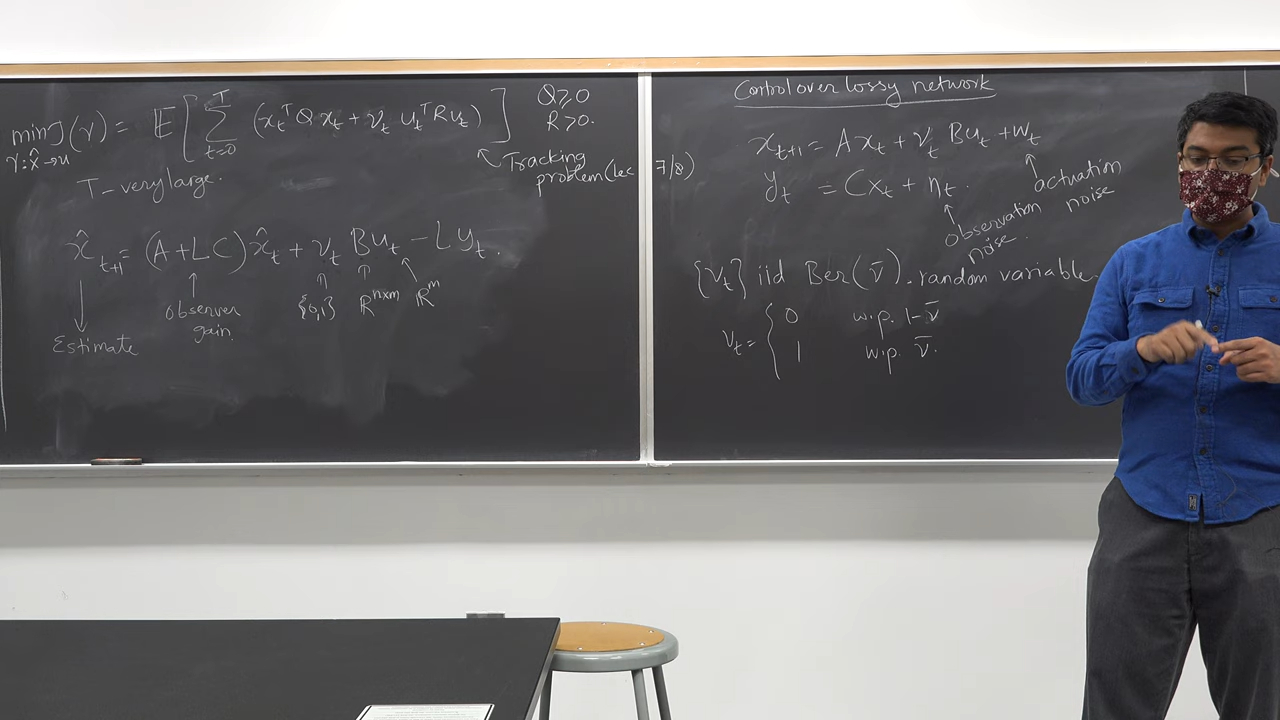 min J(γ) = 𝔼[ Σ_{t=0}^{T} (x_t^T Q x_t + ν_t u_t^T R u_t) ]
γ: x̂ → u
Q ≥ 0
R > 0.
Tracking
problem (lec 7/8)
T – very large.
x̂_{t+1} = (A+LC) x̂_t + ν_t B u_t – L y_t.
Estimate
observer
gain
{0,1}
ℝ^{n×m}
ℝ^m
Control over lossy network
x_{t+1} = A x_t + ν_t B u_t + w_t
y_t = C x_t + η_t.
actuation
noise
observation
noise.
{ν_t} iid Ber(ν̄). random variable.
ν_t = { 0 w.p. 1-ν̄
1 w.p. ν̄.